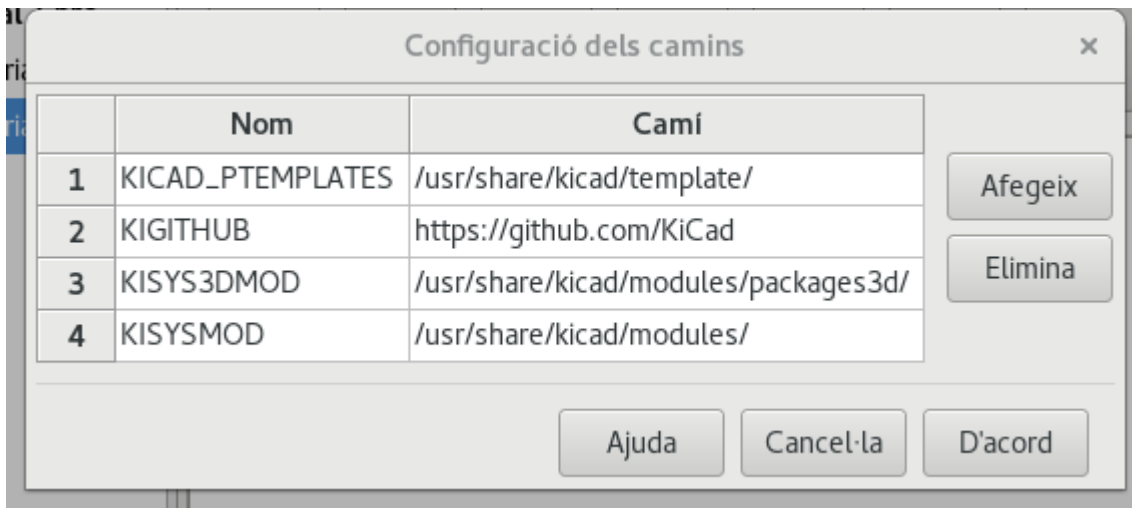 Configuració dels camins
Nom Camí
1 KICAD_PTEMPLATES /usr/share/kicad/template/
2 KIGITHUB https://github.com/KiCad
3 KISYS3DMOD /usr/share/kicad/modules/packages3d/
4 KISYSMOD /usr/share/kicad/modules/
Afegeix
Elimina
Ajuda Cancel·la D'acord